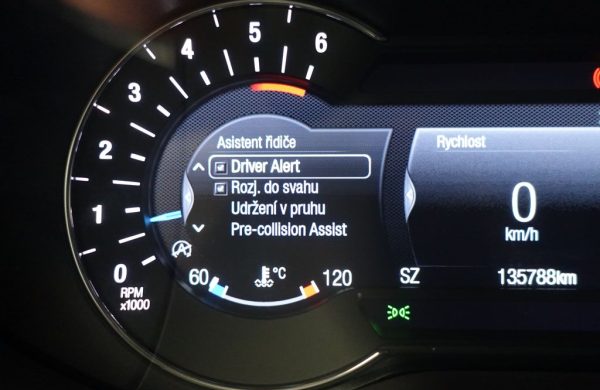 6
5
4
3
2
1
0
RPM
x1000
Asistent řidiče
Driver Alert
Rozj. do svahu
Udržení v pruhu
Pre-collision Assist
60 °C 120
Rychlost
0
km/h
SZ 135788km